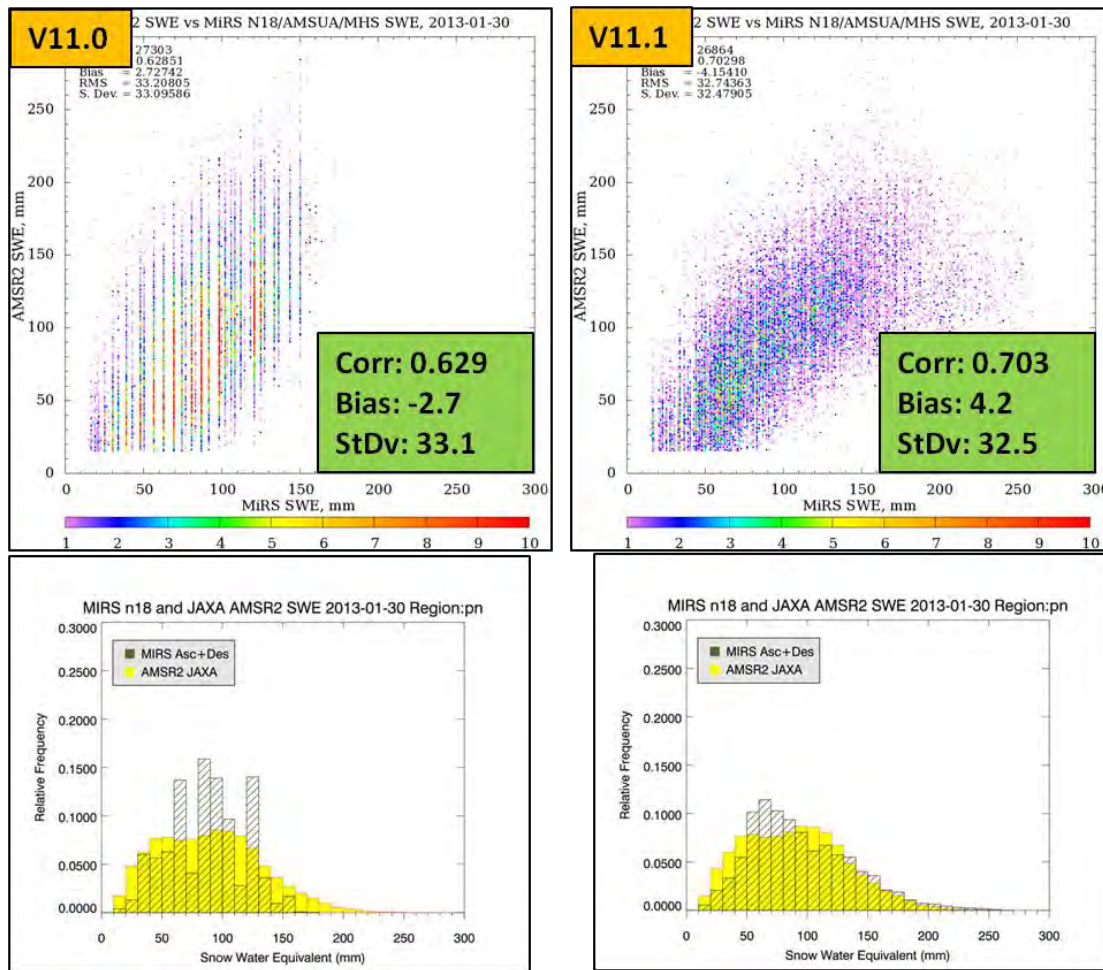 V11.0
2 SWE vs MiRS N18/AMSUA/MHS SWE, 2013-01-30
27303
0.62851
Bias = 2.72742
RMS = 33.20805
S. Dev. = 33.09586
250
200
150
100
50
0
AMSR2 SWE, mm
Corr: 0.629
Bias: -2.7
StDv: 33.1
0 50 100 150 200 250 300
MiRS SWE, mm
1 2 3 4 5 6 7 8 9 10
V11.1
2 SWE vs MiRS N18/AMSUA/MHS SWE, 2013-01-30
26864
0.70298
Bias = -4.15410
RMS = 32.74363
S. Dev. = 32.47905
250
200
150
100
50
0
AMSR2 SWE, mm
Corr: 0.703
Bias: 4.2
StDv: 32.5
0 50 100 150 200 250 300
MiRS SWE, mm
1 2 3 4 5 6 7 8 9 10
MIRS n18 and JAXA AMSR2 SWE 2013-01-30 Region:pn
0.3000
0.2500
0.2000
0.1500
0.1000
0.0500
0.0000
Relative Frequency
MIRS Asc+Des
AMSR2 JAXA
0 50 100 150 200 250 300
Snow Water Equivalent (mm)
MIRS n18 and JAXA AMSR2 SWE 2013-01-30 Region:pn
0.3000
0.2500
0.2000
0.1500
0.1000
0.0500
0.0000
Relative Frequency
MIRS Asc+Des
AMSR2 JAXA
0 50 100 150 200 250 300
Snow Water Equivalent (mm)